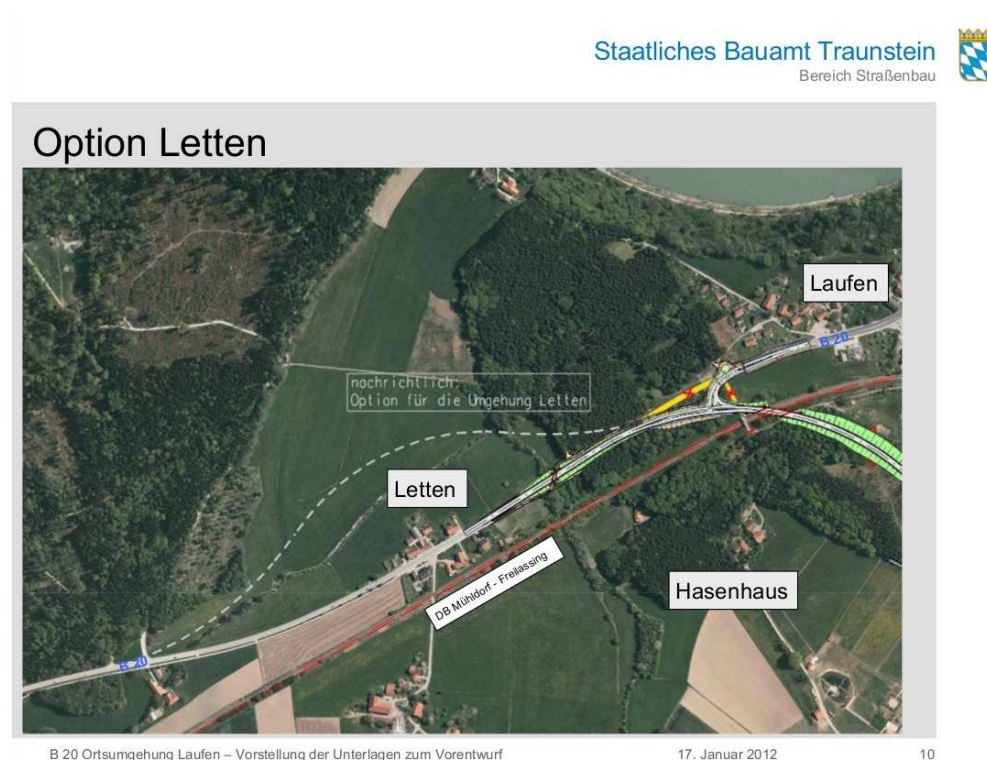 Staatliches Bauamt Traunstein
Bereich Straßenbau
Option Letten
Laufen
B 20
nachrichtlich:
Option für die Umgehung Letten
Letten
DB Mühldorf - Freilassing
Hasenhaus
B 20
B 20 Ortsumgehung Laufen – Vorstellung der Unterlagen zum Vorentwurf
17. Januar 2012
10